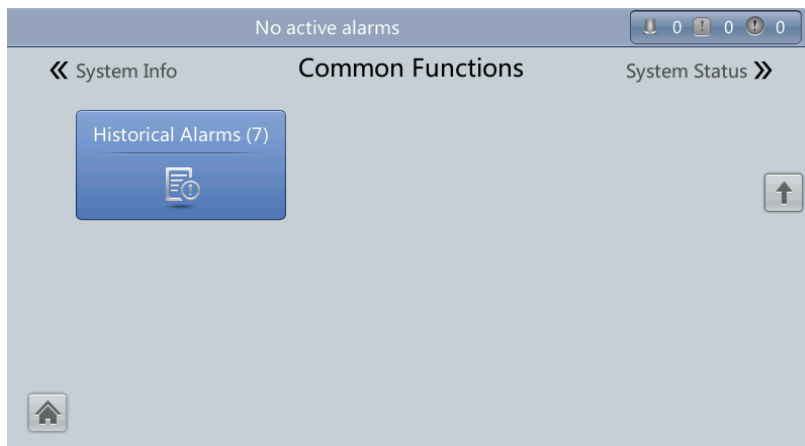 No active alarms
0 0 0
« System Info Common Functions System Status »
Historical Alarms (7)